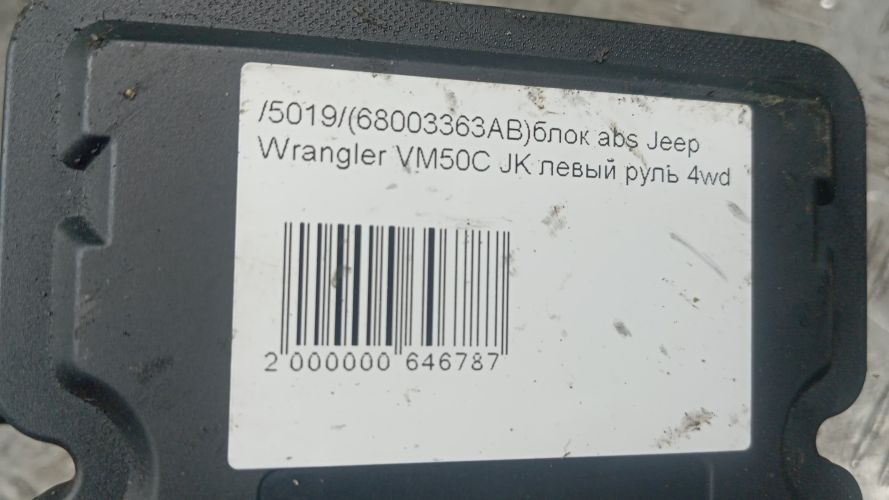 /5019/(68003363AB)блок abs Jeep
Wrangler VM50C JK левый руль 4wd
2 000000 646787